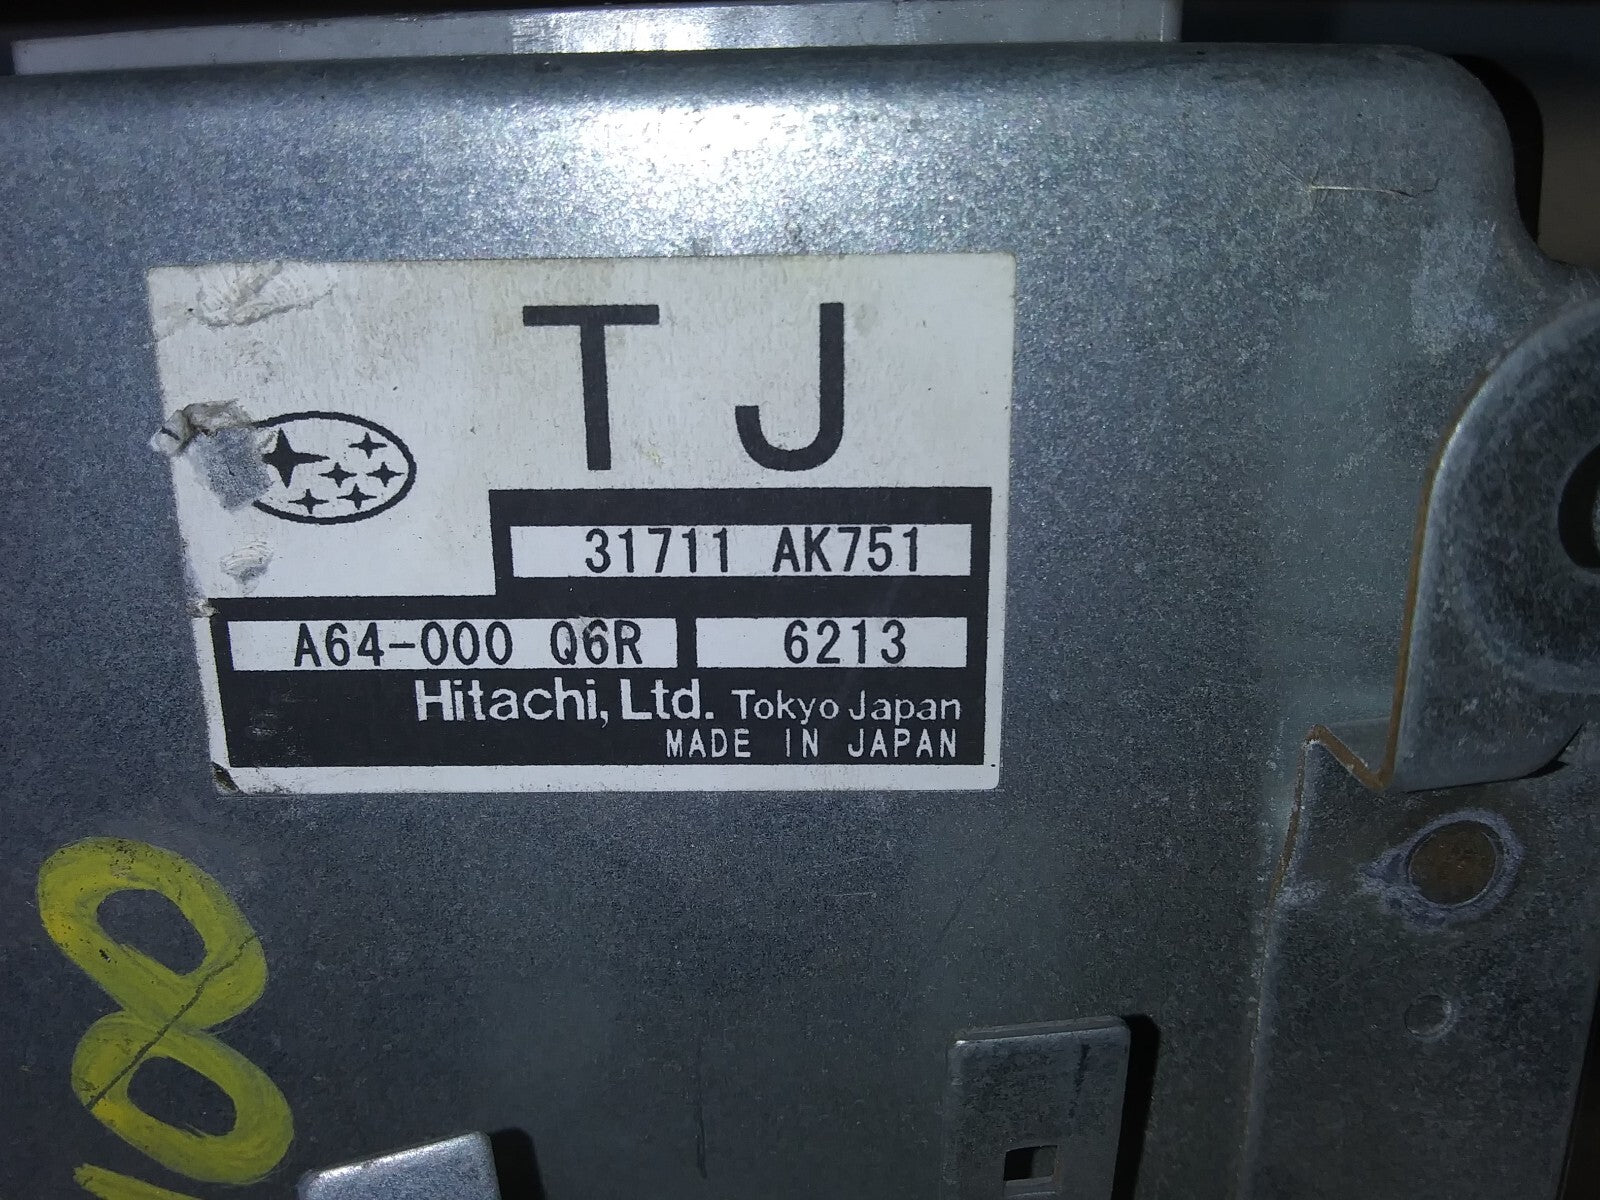 TJ
31711 AK751
A64-000 Q6R 6213
Hitachi, Ltd. Tokyo Japan
MADE IN JAPAN